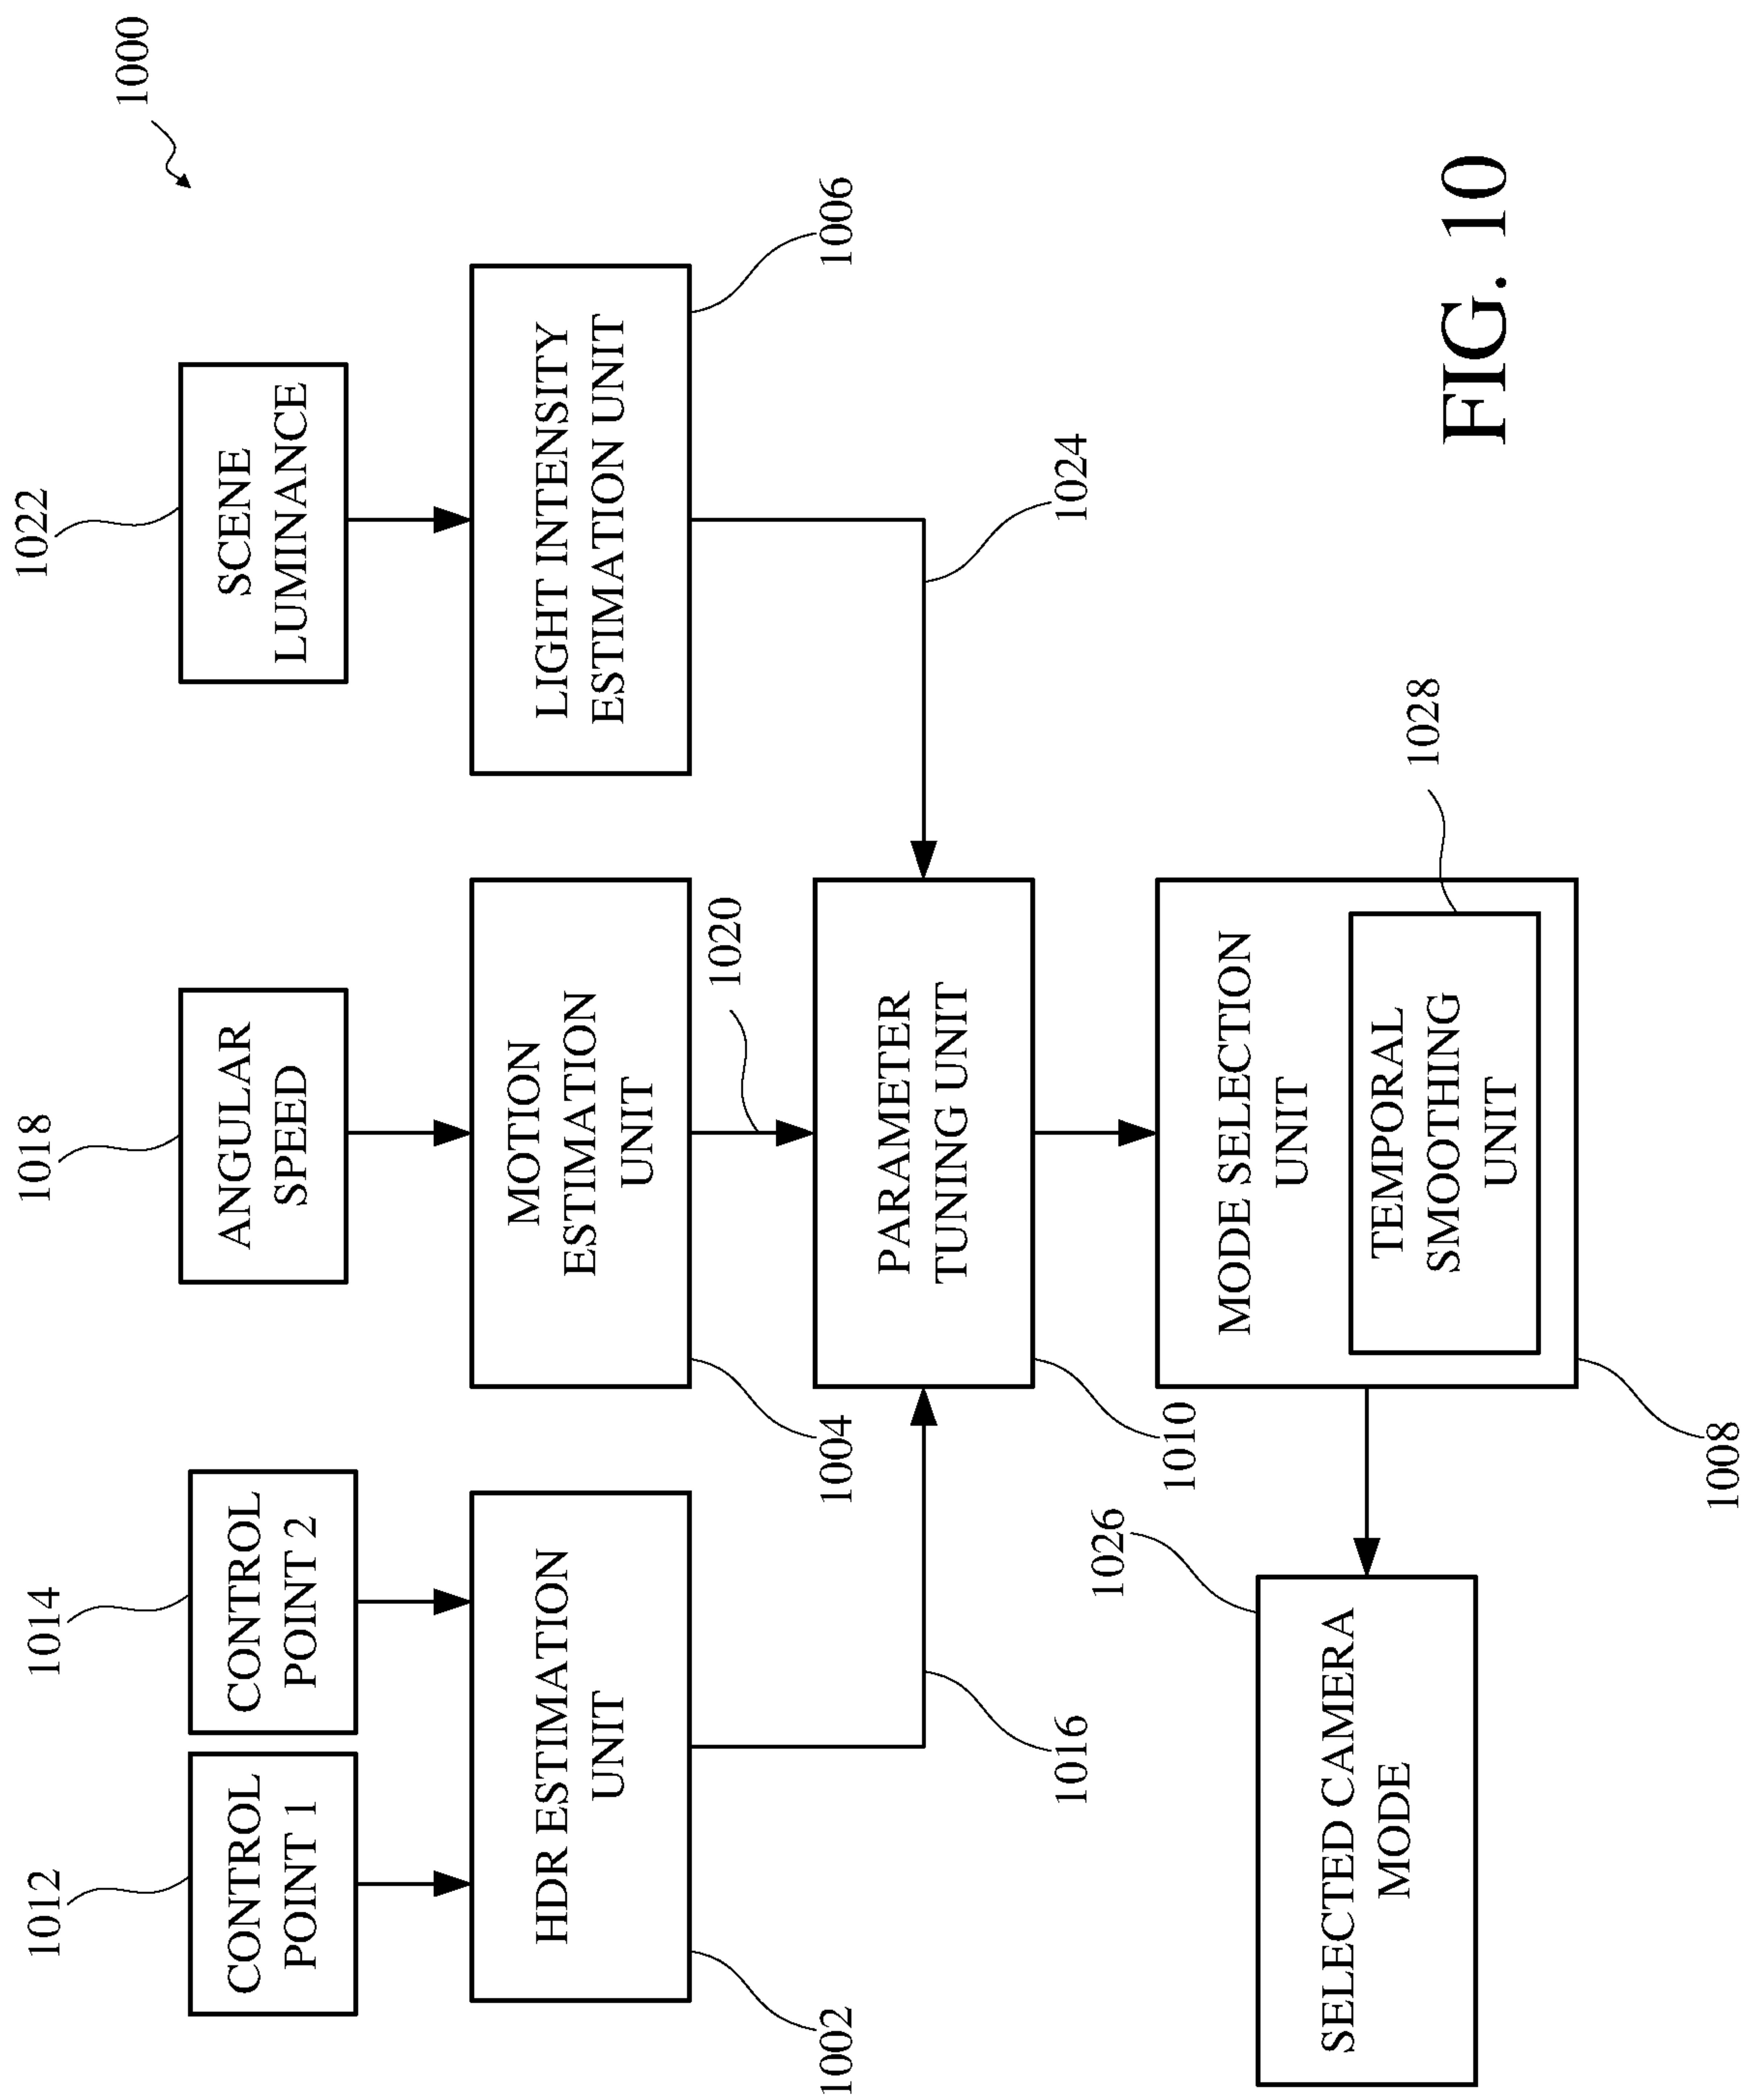 1000
1012
1014
1018
1022
CONTROL
POINT 1
CONTROL
POINT 2
ANGULAR
SPEED
SCENE
LUMINANCE
HDR ESTIMATION
UNIT
MOTION
ESTIMATION
UNIT
LIGHT INTENSITY
ESTIMATION UNIT
1002
1004
1020
1006
PARAMETER
TUNING UNIT
1016
1010
1024
MODE SELECTION
UNIT
TEMPORAL
SMOOTHING
UNIT
1028
1026
1008
SELECTED CAMERA
MODE
FIG. 10